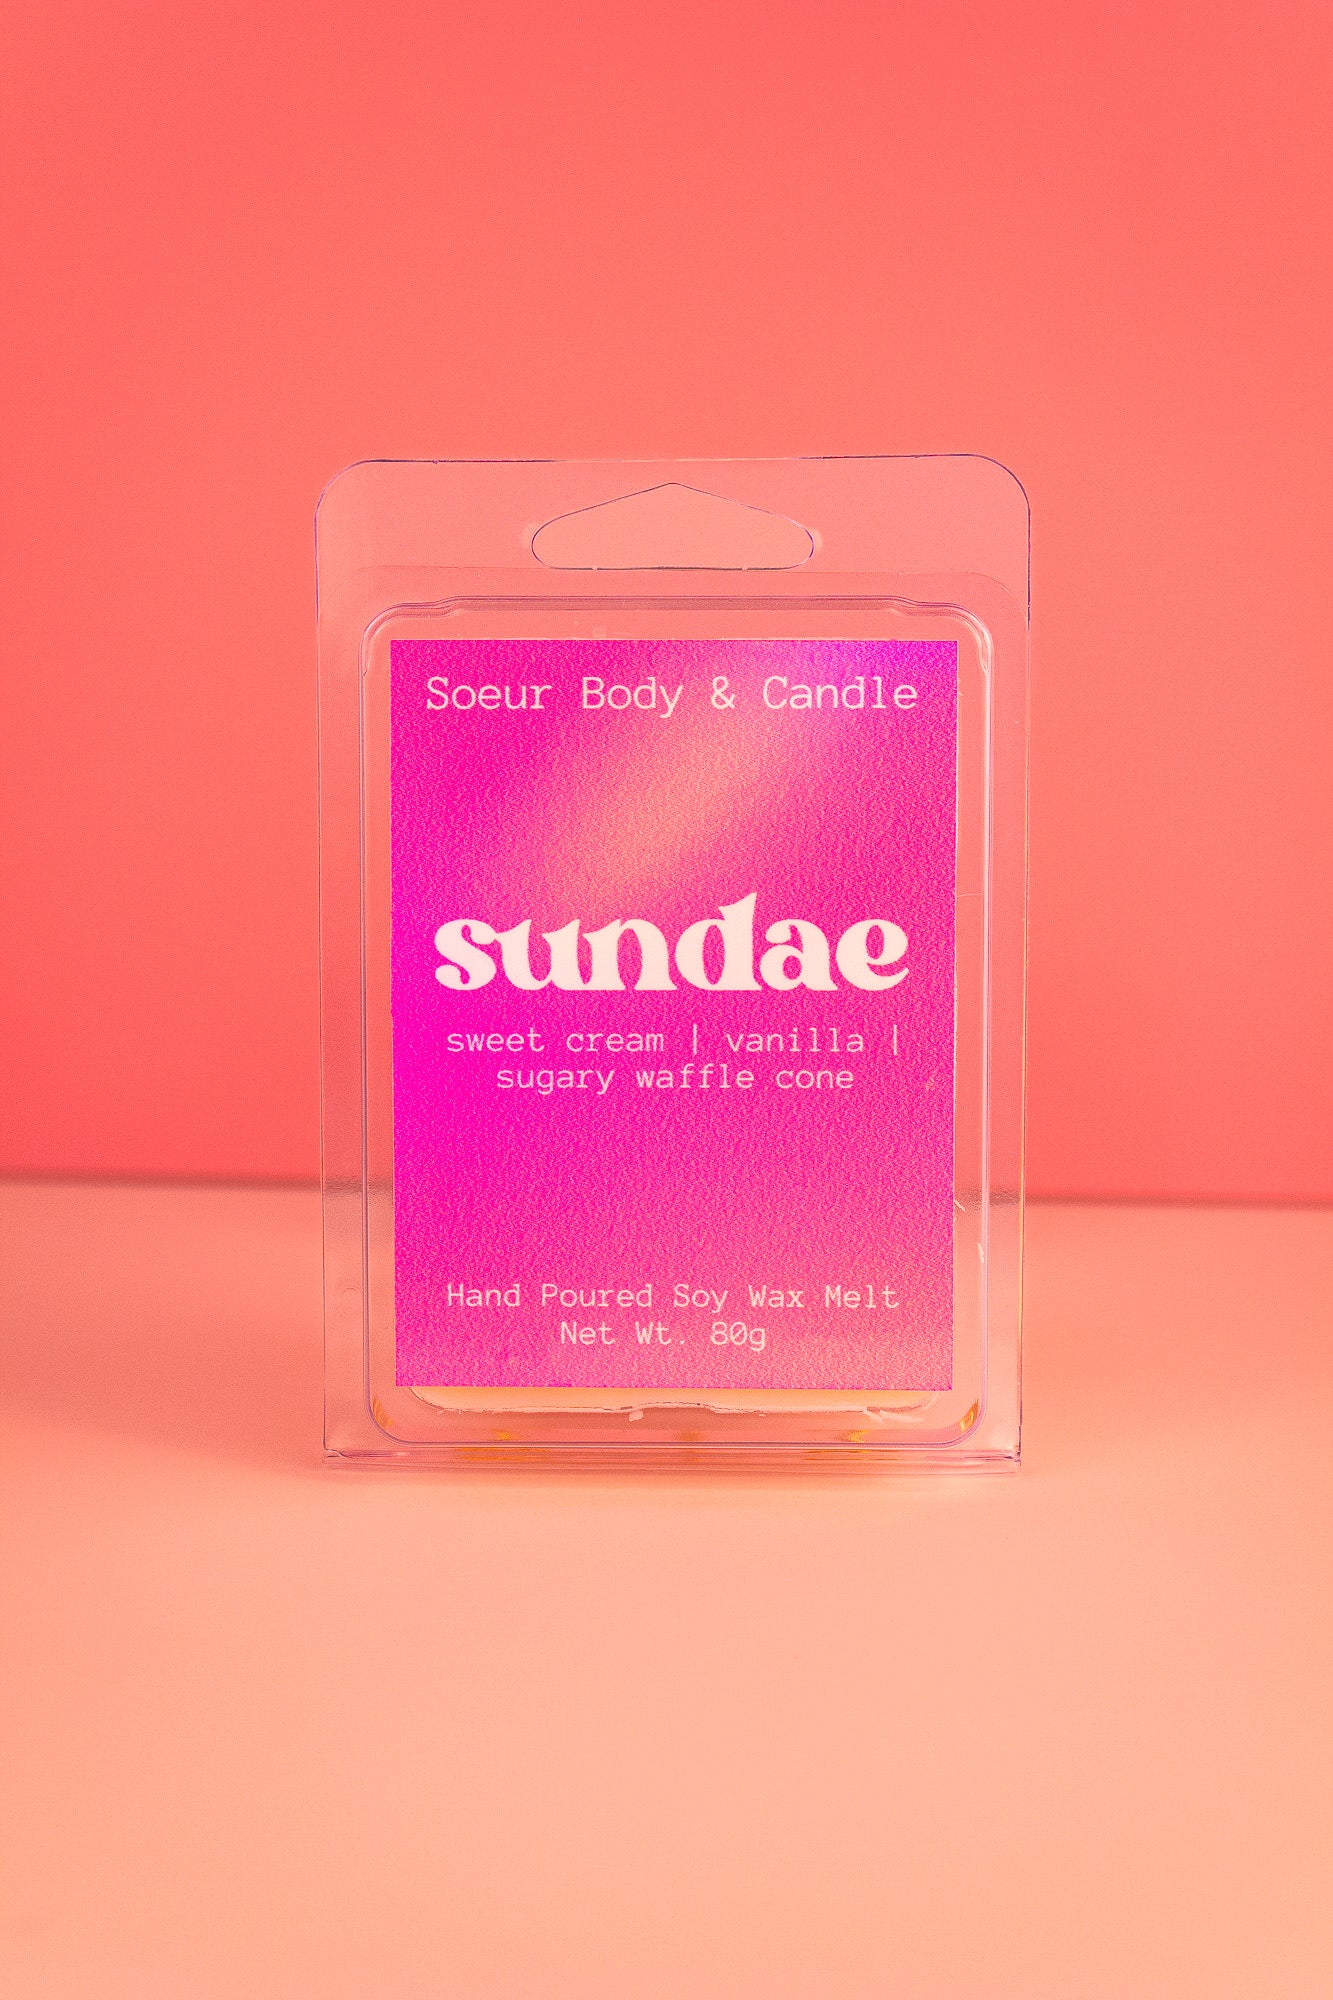 Soeur Body & Candle
sundae
sweet cream | vanilla |
sugary waffle cone
Hand Poured Soy Wax Melt
Net Wt. 80g